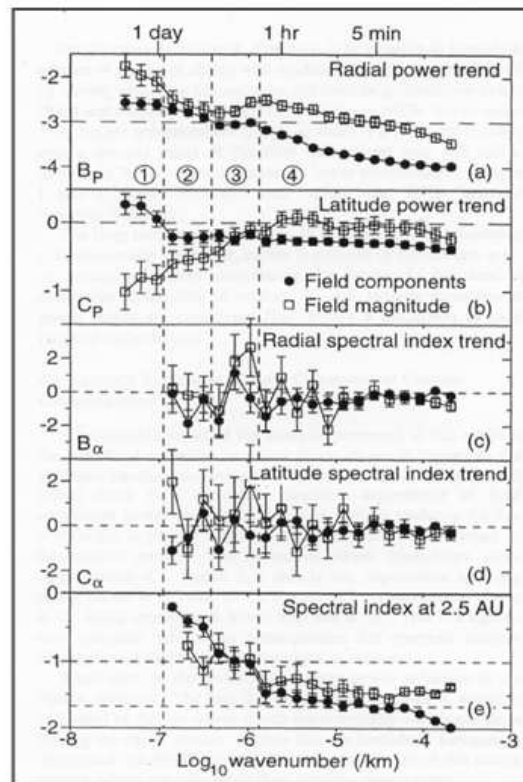 1 day 1 hr 5 min
-2
Radial power trend
-3
-4
B_P ① ② ③ ④ (a)
Latitude power trend
0
● Field components
-1 □ Field magnitude
C_P (b)
Radial spectral index trend
2
0
-2
B_α (c)
Latitude spectral index trend
2
0
-2
C_α (d)
0 Spectral index at 2.5 AU
-1
-2 (e)
-8 -7 -6 -5 -4 -3
Log₁₀ wavenumber (/km)